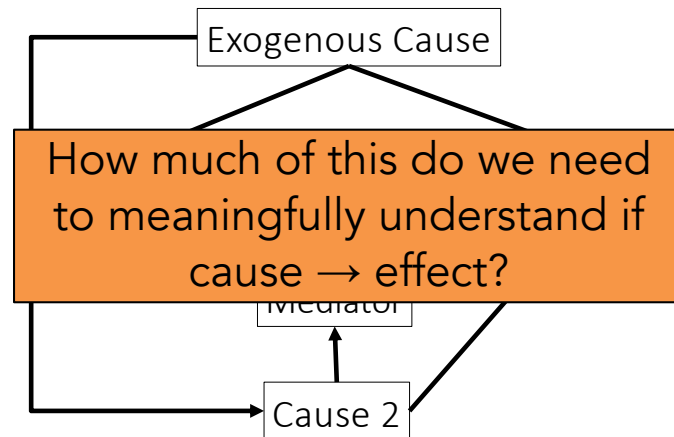 Exogenous Cause
How much of this do we need
to meaningfully understand if
cause → effect?
Mediator
Cause 2